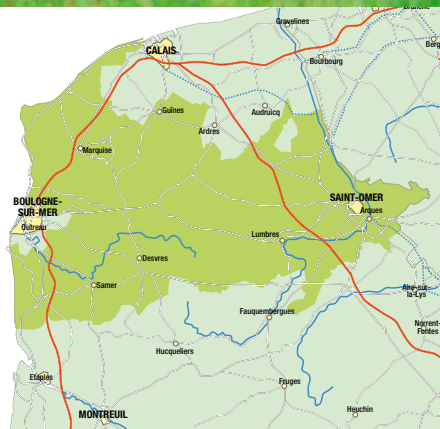 Gravelines
CALAIS
Bourbourg
Guînes
Audruicq
Ardres
Marquise
BOULOGNE-
SUR-MER
Outreau
SAINT-OMER
Arques
Lumbres
Desvres
Samer
Aire-sur-
la-Lys
Fauquembergues
Norrent-
Fontes
Hucqueliers
Etaples
Fruges
MONTREUIL
Heuchin